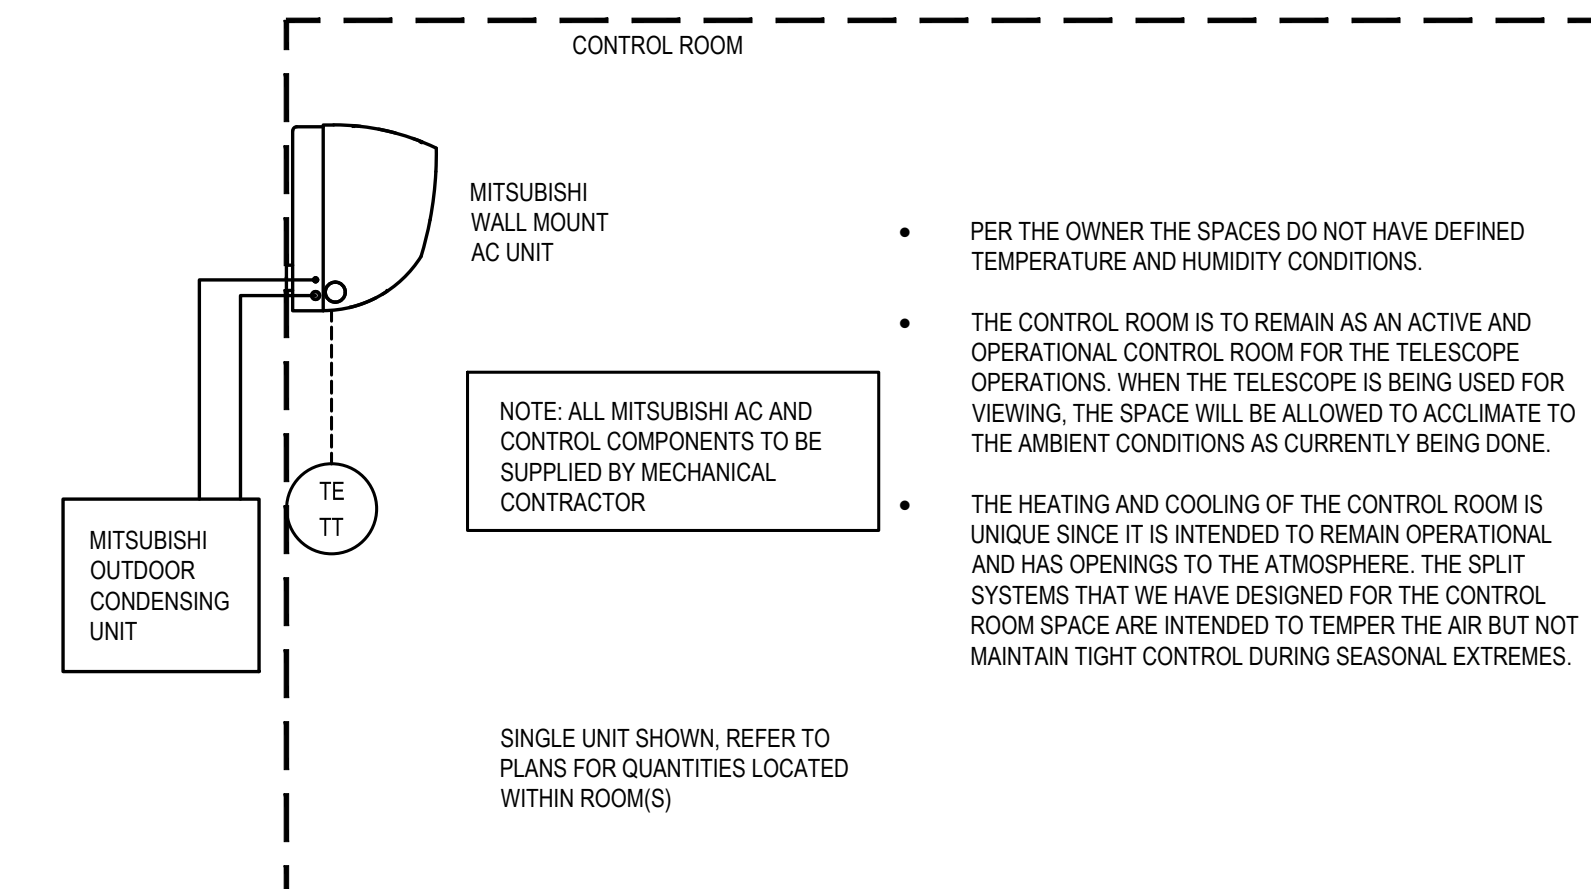 CONTROL ROOM
MITSUBISHI
WALL MOUNT
AC UNIT
• PER THE OWNER THE SPACES DO NOT HAVE DEFINED
TEMPERATURE AND HUMIDITY CONDITIONS.
• THE CONTROL ROOM IS TO REMAIN AS AN ACTIVE AND
OPERATIONAL CONTROL ROOM FOR THE TELESCOPE
OPERATIONS. WHEN THE TELESCOPE IS BEING USED FOR
VIEWING, THE SPACE WILL BE ALLOWED TO ACCLIMATE TO
THE AMBIENT CONDITIONS AS CURRENTLY BEING DONE.
• THE HEATING AND COOLING OF THE CONTROL ROOM IS
UNIQUE SINCE IT IS INTENDED TO REMAIN OPERATIONAL
AND HAS OPENINGS TO THE ATMOSPHERE. THE SPLIT
SYSTEMS THAT WE HAVE DESIGNED FOR THE CONTROL
ROOM SPACE ARE INTENDED TO TEMPER THE AIR BUT NOT
MAINTAIN TIGHT CONTROL DURING SEASONAL EXTREMES.
NOTE: ALL MITSUBISHI AC AND
CONTROL COMPONENTS TO BE
SUPPLIED BY MECHANICAL
CONTRACTOR
TE
TT
MITSUBISHI
OUTDOOR
CONDENSING
UNIT
SINGLE UNIT SHOWN, REFER TO
PLANS FOR QUANTITIES LOCATED
WITHIN ROOM(S)